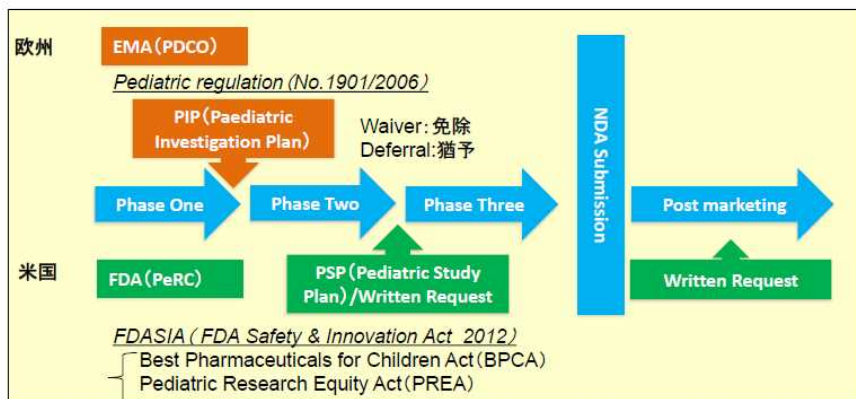 欧州
EMA(PDCO)
Pediatric regulation (No.1901/2006)
PIP(Paediatric
Investigation Plan)
Waiver:免除
Deferral:猶予
Phase One
Phase Two
Phase Three
NDA Submission
Post marketing
米国
FDA(PeRC)
PSP(Pediatric Study
Plan)/Written Request
Written Request
FDASIA ( FDA Safety & Innovation Act 2012)
Best Pharmaceuticals for Children Act(BPCA)
Pediatric Research Equity Act(PREA)